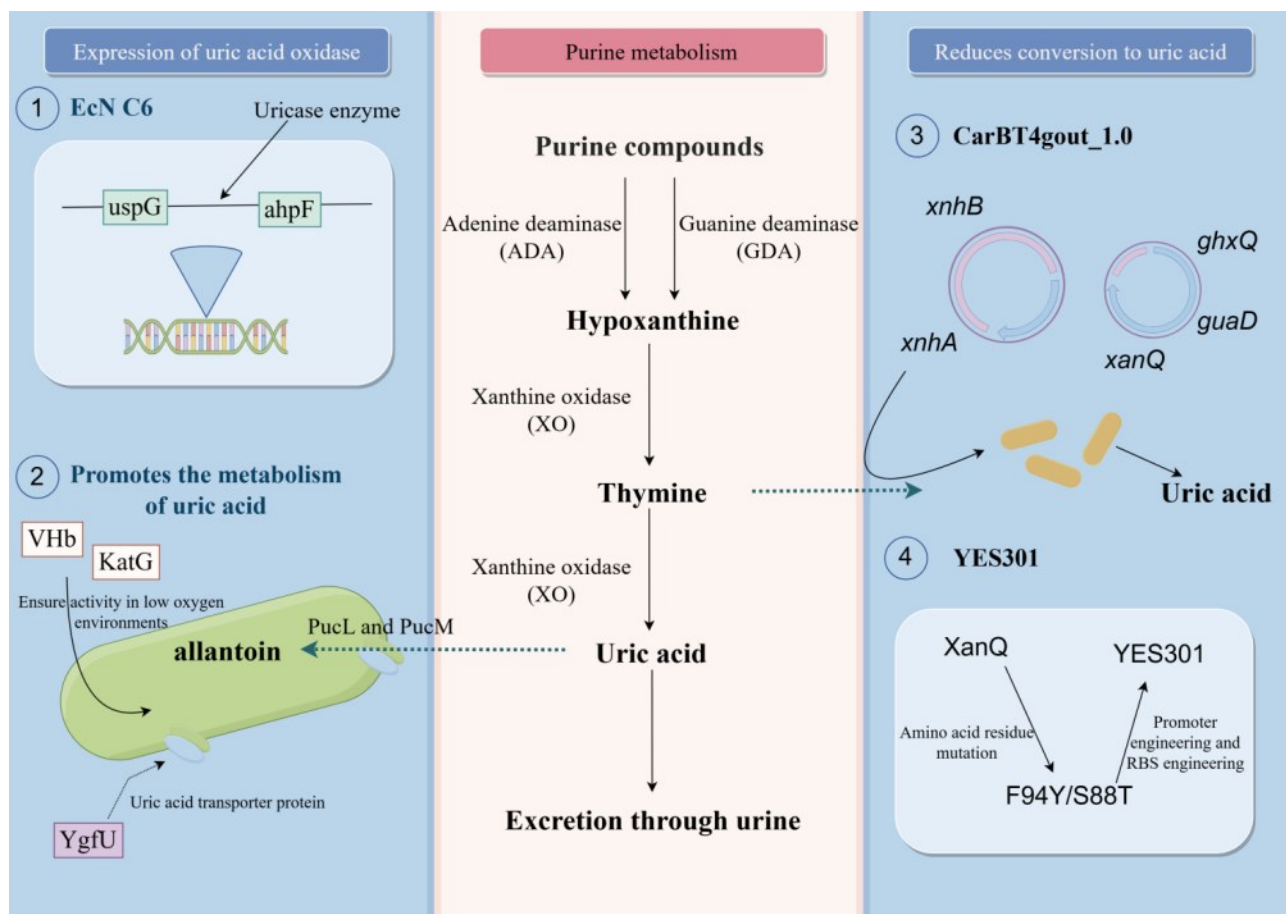 Expression of uric acid oxidase
1 EcN C6
Uricase enzyme
uspG
ahpF
2 Promotes the metabolism
of uric acid
VHb
KatG
Ensure activity in low oxygen
environments
allantoin
PucL and PucM
Uric acid transporter protein
YgfU
Purine metabolism
Purine compounds
Adenine deaminase
(ADA)
Guanine deaminase
(GDA)
Hypoxanthine
Xanthine oxidase
(XO)
Thymine
Xanthine oxidase
(XO)
Uric acid
Excretion through urine
Reduces conversion to uric acid
3 CarBT4gout_1.0
xnhB
xnhA
ghxQ
guaD
xanQ
Uric acid
4 YES301
XanQ
YES301
Amino acid residue
mutation
Promoter
engineering and
RBS engineering
F94Y/S88T